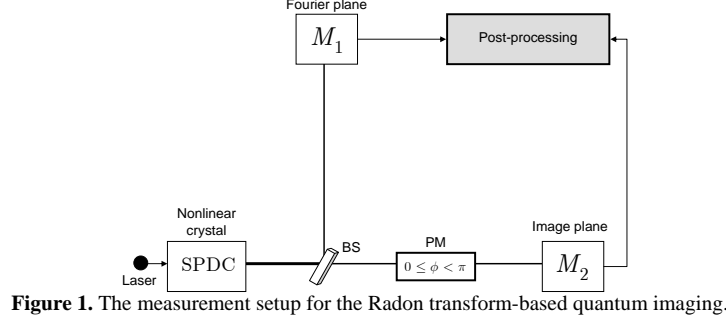 Fourier plane
M1
Post-processing
Nonlinear
crystal
SPDC
Laser
BS
PM
0 ≤ ϕ < π
Image plane
M2
Figure 1. The measurement setup for the Radon transform-based quantum imaging.